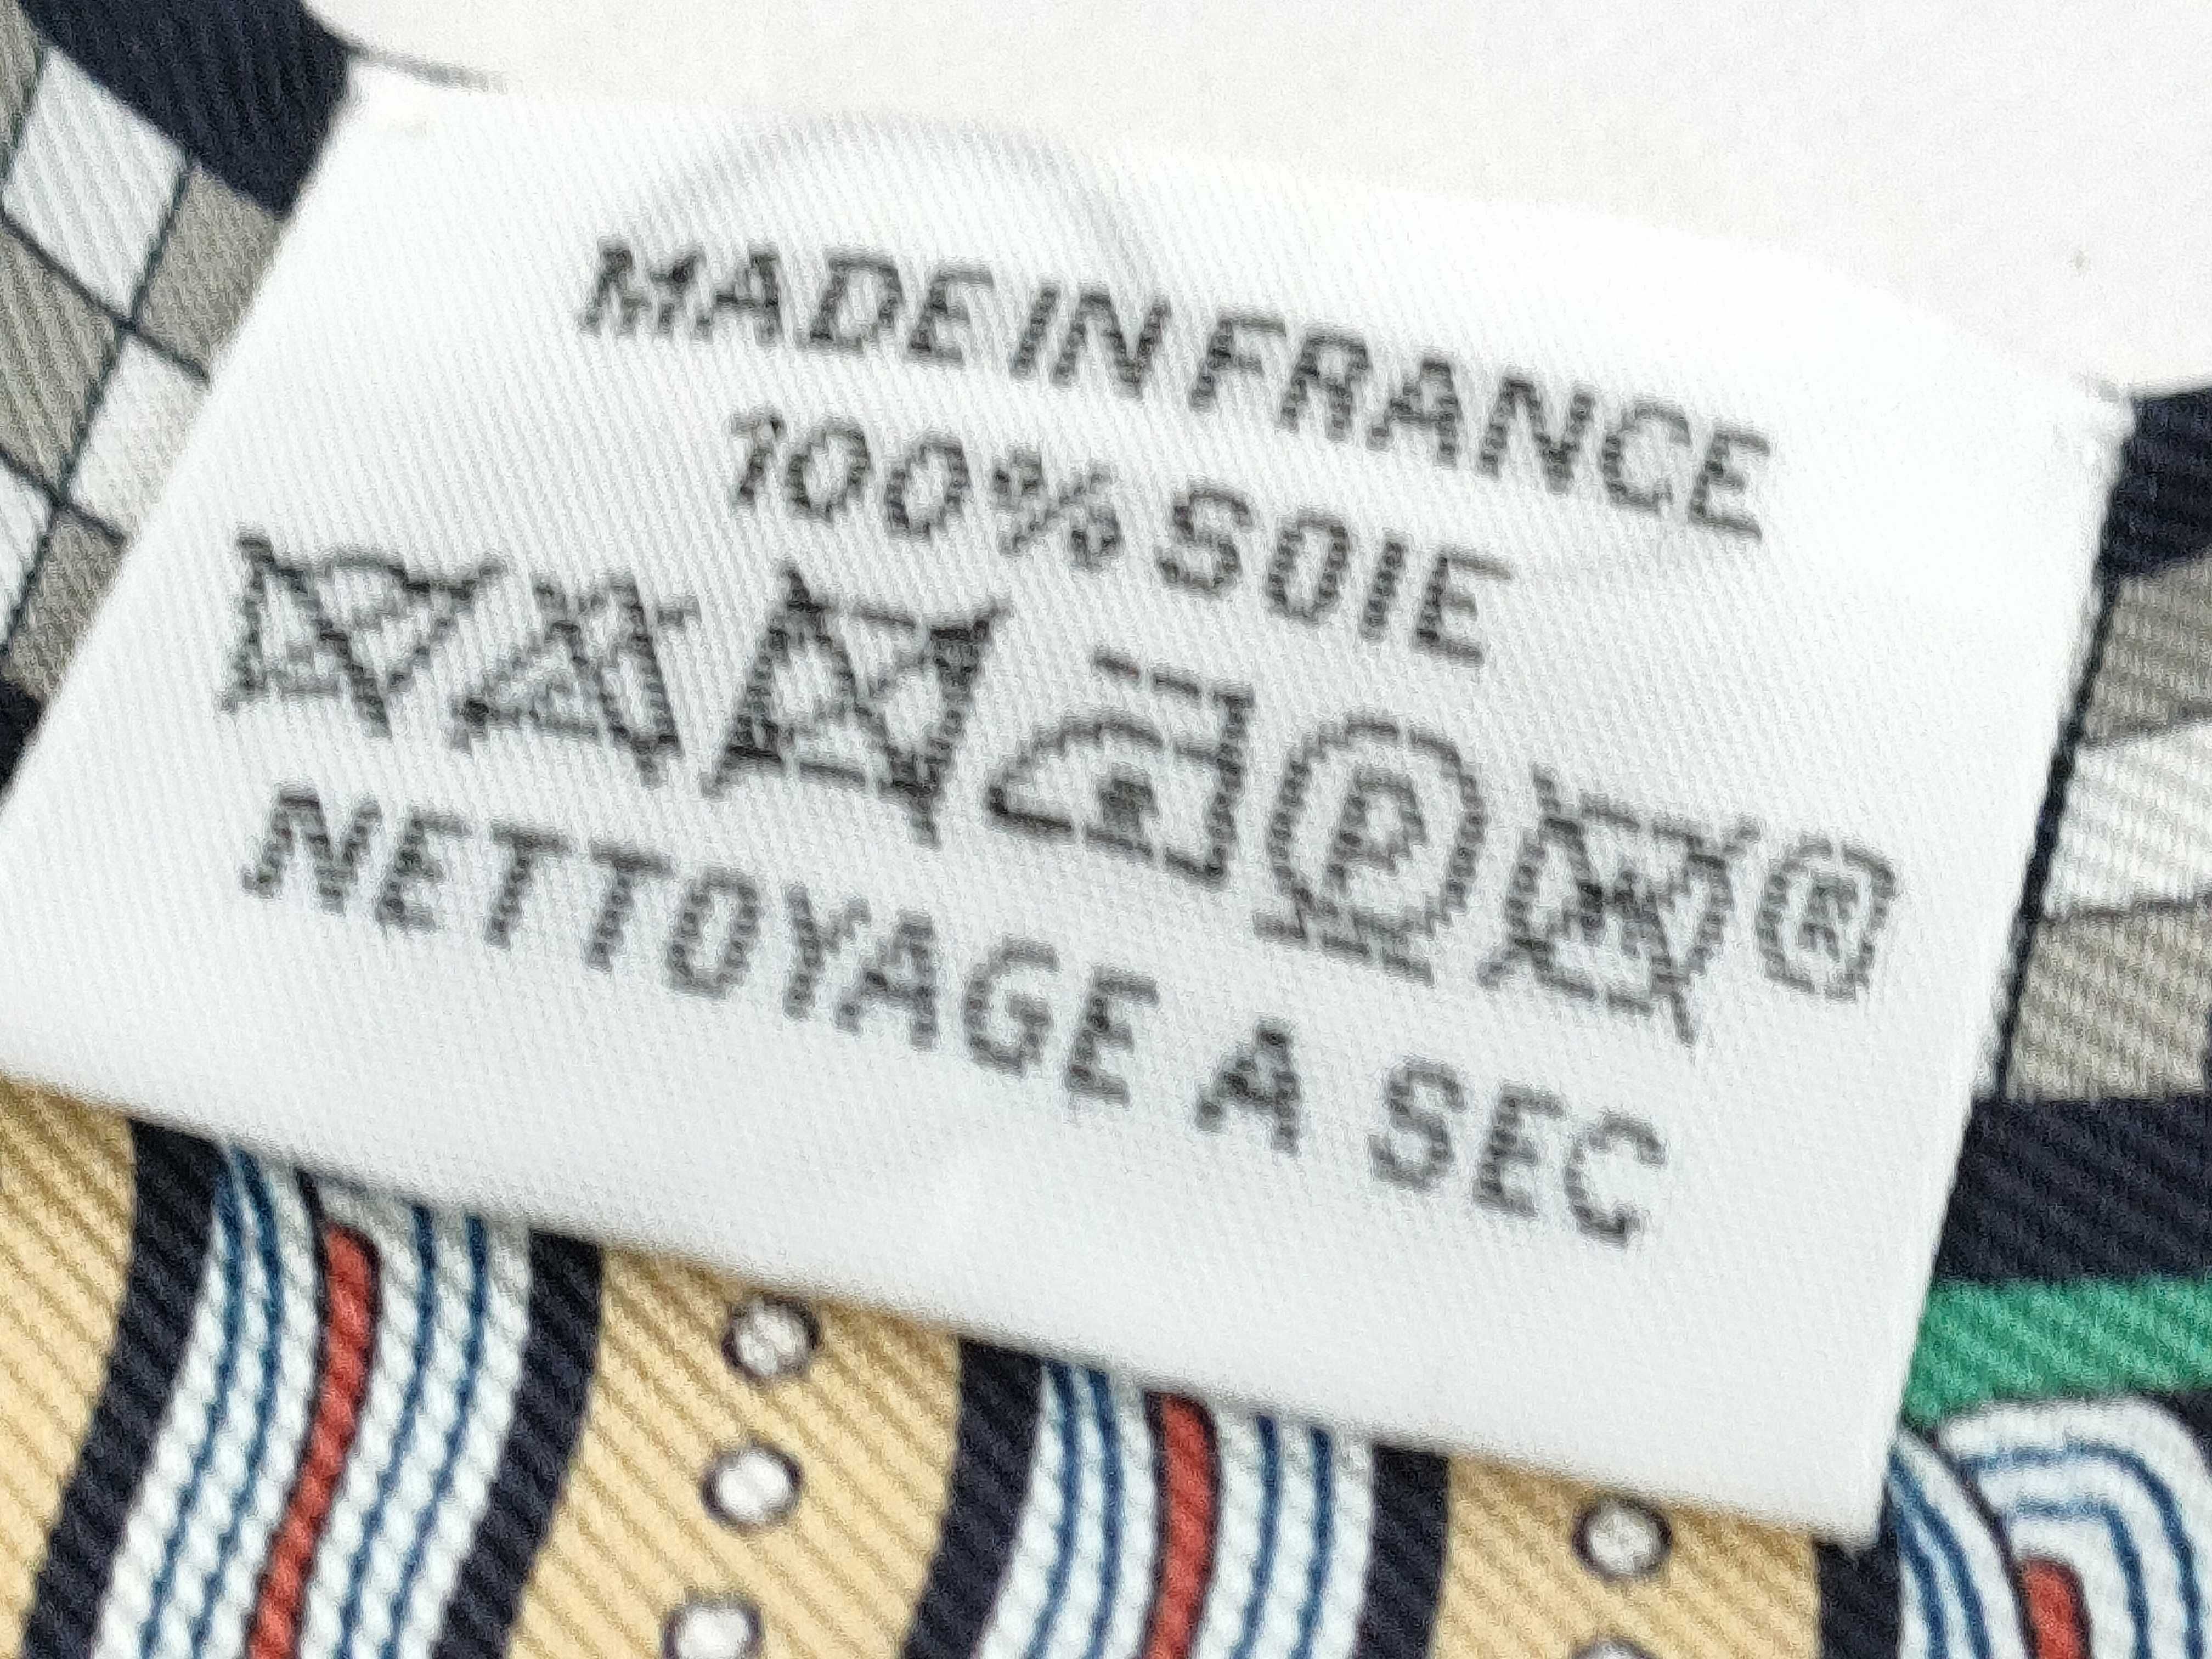 MADE IN FRANCE
100% SOIE
P W ®
NETTOYAGE A SEC